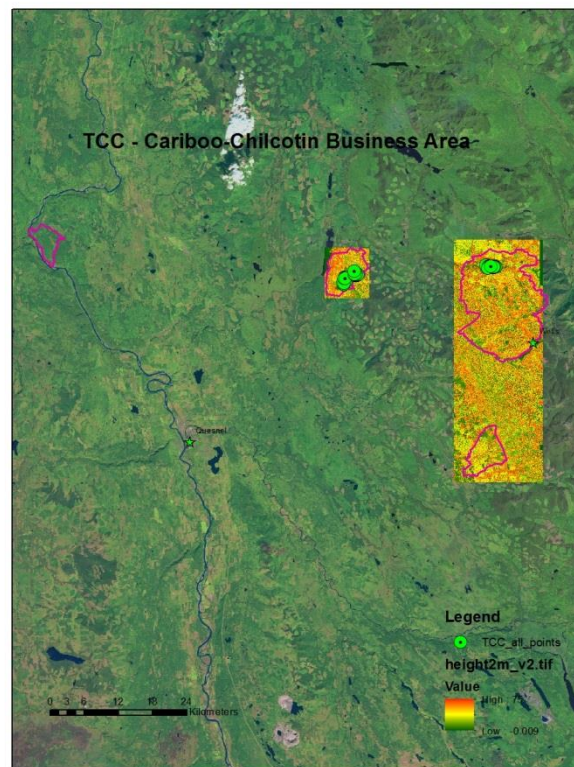 TCC - Cariboo-Chilcotin Business Area
Quesnel
Legend
TCC_all_points
height2m_v2.tif
Value
High
Low -0.009
0 3 6 12 18 24
Kilometers